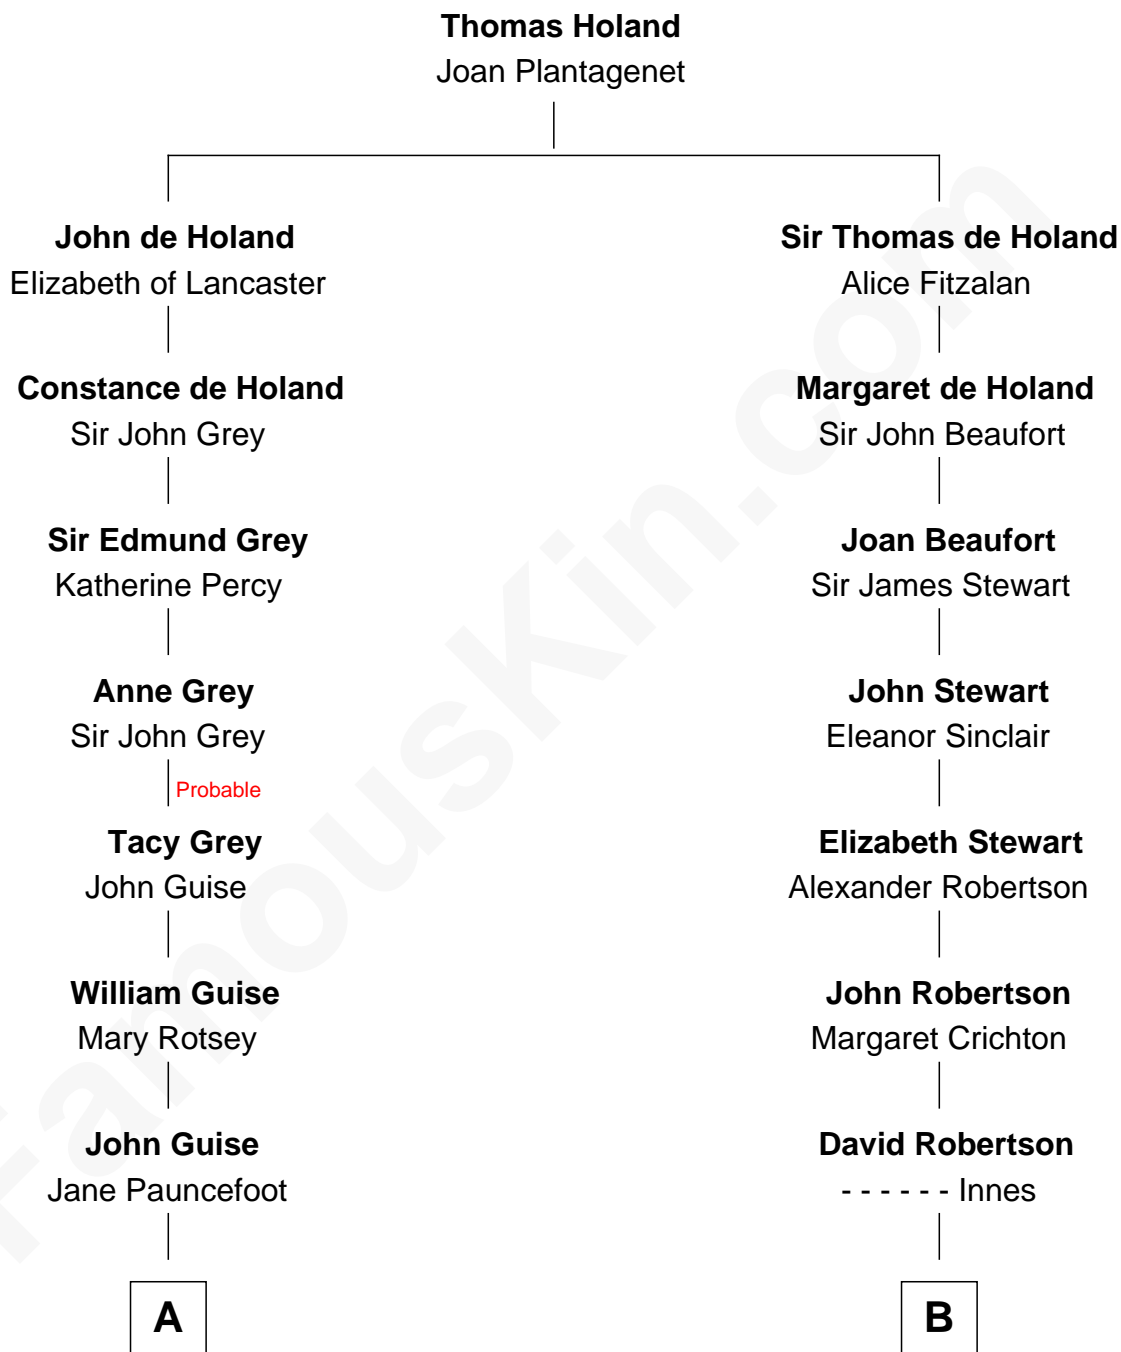 Thomas Holand
Joan Plantagenet
John de Holand
Elizabeth of Lancaster
Constance de Holand
Sir John Grey
Sir Edmund Grey
Katherine Percy
Anne Grey
Sir John Grey
Probable
Tacy Grey
John Guise
William Guise
Mary Rotsey
John Guise
Jane Pauncefoot
A
Sir Thomas de Holand
Alice Fitzalan
Margaret de Holand
Sir John Beaufort
Joan Beaufort
Sir James Stewart
John Stewart
Eleanor Sinclair
Elizabeth Stewart
Alexander Robertson
John Robertson
Margaret Crichton
David Robertson
- - - - - - Innes
B
FamousKin.com